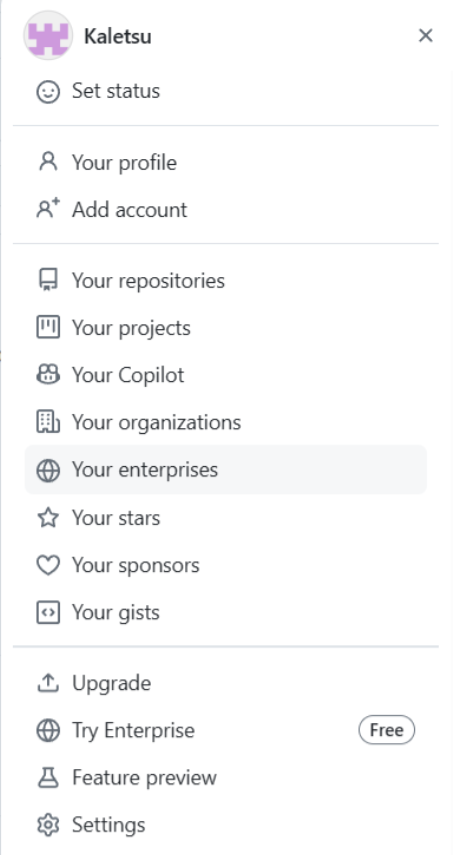 Kaletsu
Set status
Your profile
Add account
Your repositories
Your projects
Your Copilot
Your organizations
Your enterprises
Your stars
Your sponsors
Your gists
Upgrade
Try Enterprise Free
Feature preview
Settings